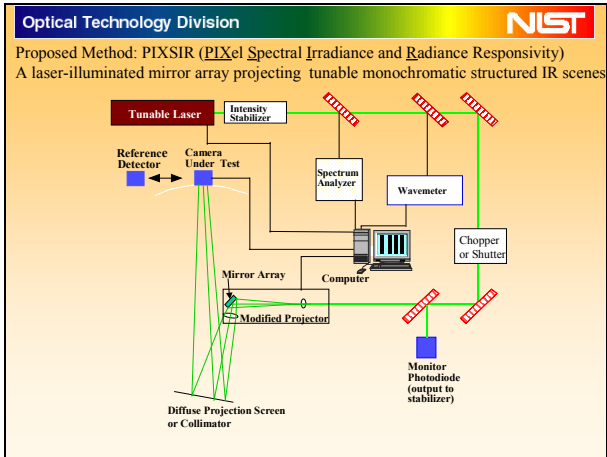 Optical Technology Division
NIST
Proposed Method: PIXSIR (PIXel Spectral Irradiance and Radiance Responsivity)
A laser-illuminated mirror array projecting tunable monochromatic structured IR scenes
Tunable Laser
Intensity
Stabilizer
Reference
Detector
Camera
Under Test
Spectrum
Analyzer
Wavemeter
Chopper
or Shutter
Mirror Array
Computer
Modified Projector
Monitor
Photodiode
(output to
stabilizer)
Diffuse Projection Screen
or Collimator